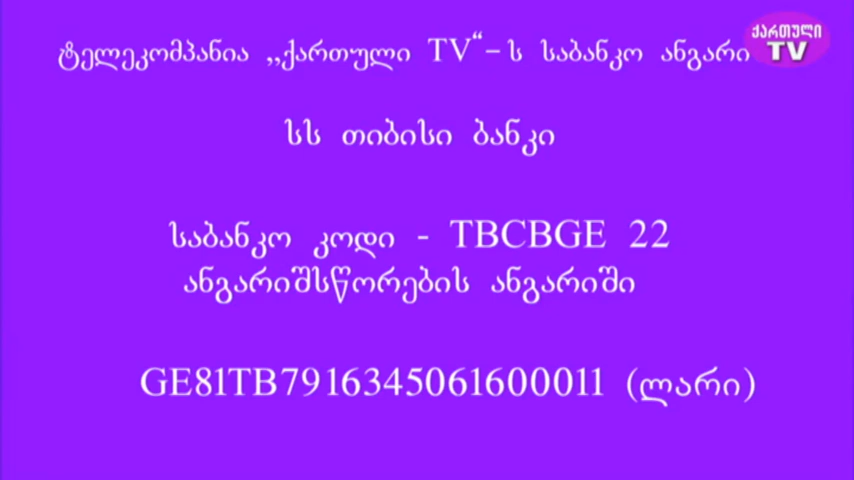 ტელეკომპანია ,,ქართული TV“–ს საბანკო ანგარი
ქართული
TV
სს თიბისი ბანკი
საბანკო კოდი - TBCBGE 22
ანგარიშსწორების ანგარიში
GE81TB7916345061600011 (ლარი)